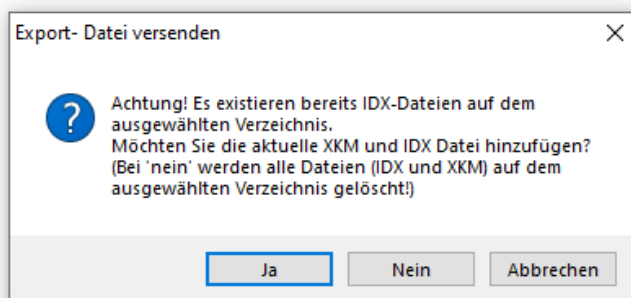 Export- Datei versenden
Achtung! Es existieren bereits IDX-Dateien auf dem
ausgewählten Verzeichnis.
Möchten Sie die aktuelle XKM und IDX Datei hinzufügen?
(Bei 'nein' werden alle Dateien (IDX und XKM) auf dem
ausgewählten Verzeichnis gelöscht!)
Ja Nein Abbrechen